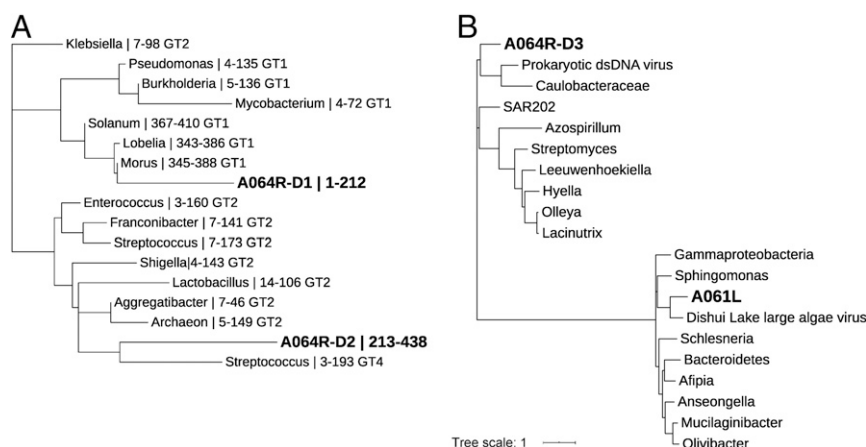 A
Klebsiella | 7-98 GT2
Pseudomonas | 4-135 GT1
Burkholderia | 5-136 GT1
Mycobacterium | 4-72 GT1
Solanum | 367-410 GT1
Lobelia | 343-386 GT1
Morus | 345-388 GT1
A064R-D1 | 1-212
Enterococcus | 3-160 GT2
Franconibacter | 7-141 GT2
Streptococcus | 7-173 GT2
Shigella|4-143 GT2
Lactobacillus | 14-106 GT2
Aggregatibacter | 7-46 GT2
Archaeon | 5-149 GT2
A064R-D2 | 213-438
Streptococcus | 3-193 GT4
B
A064R-D3
Prokaryotic dsDNA virus
Caulobacteraceae
SAR202
Azospirillum
Streptomyces
Leeuwenhoekiella
Hyella
Olleya
Lacinutrix
Gammaproteobacteria
Sphingomonas
A061L
Dishui Lake large algae virus
Schlesneria
Bacteroidetes
Afipia
Anseongella
Mucilaginibacter
Olivibacter
Tree scale: 1